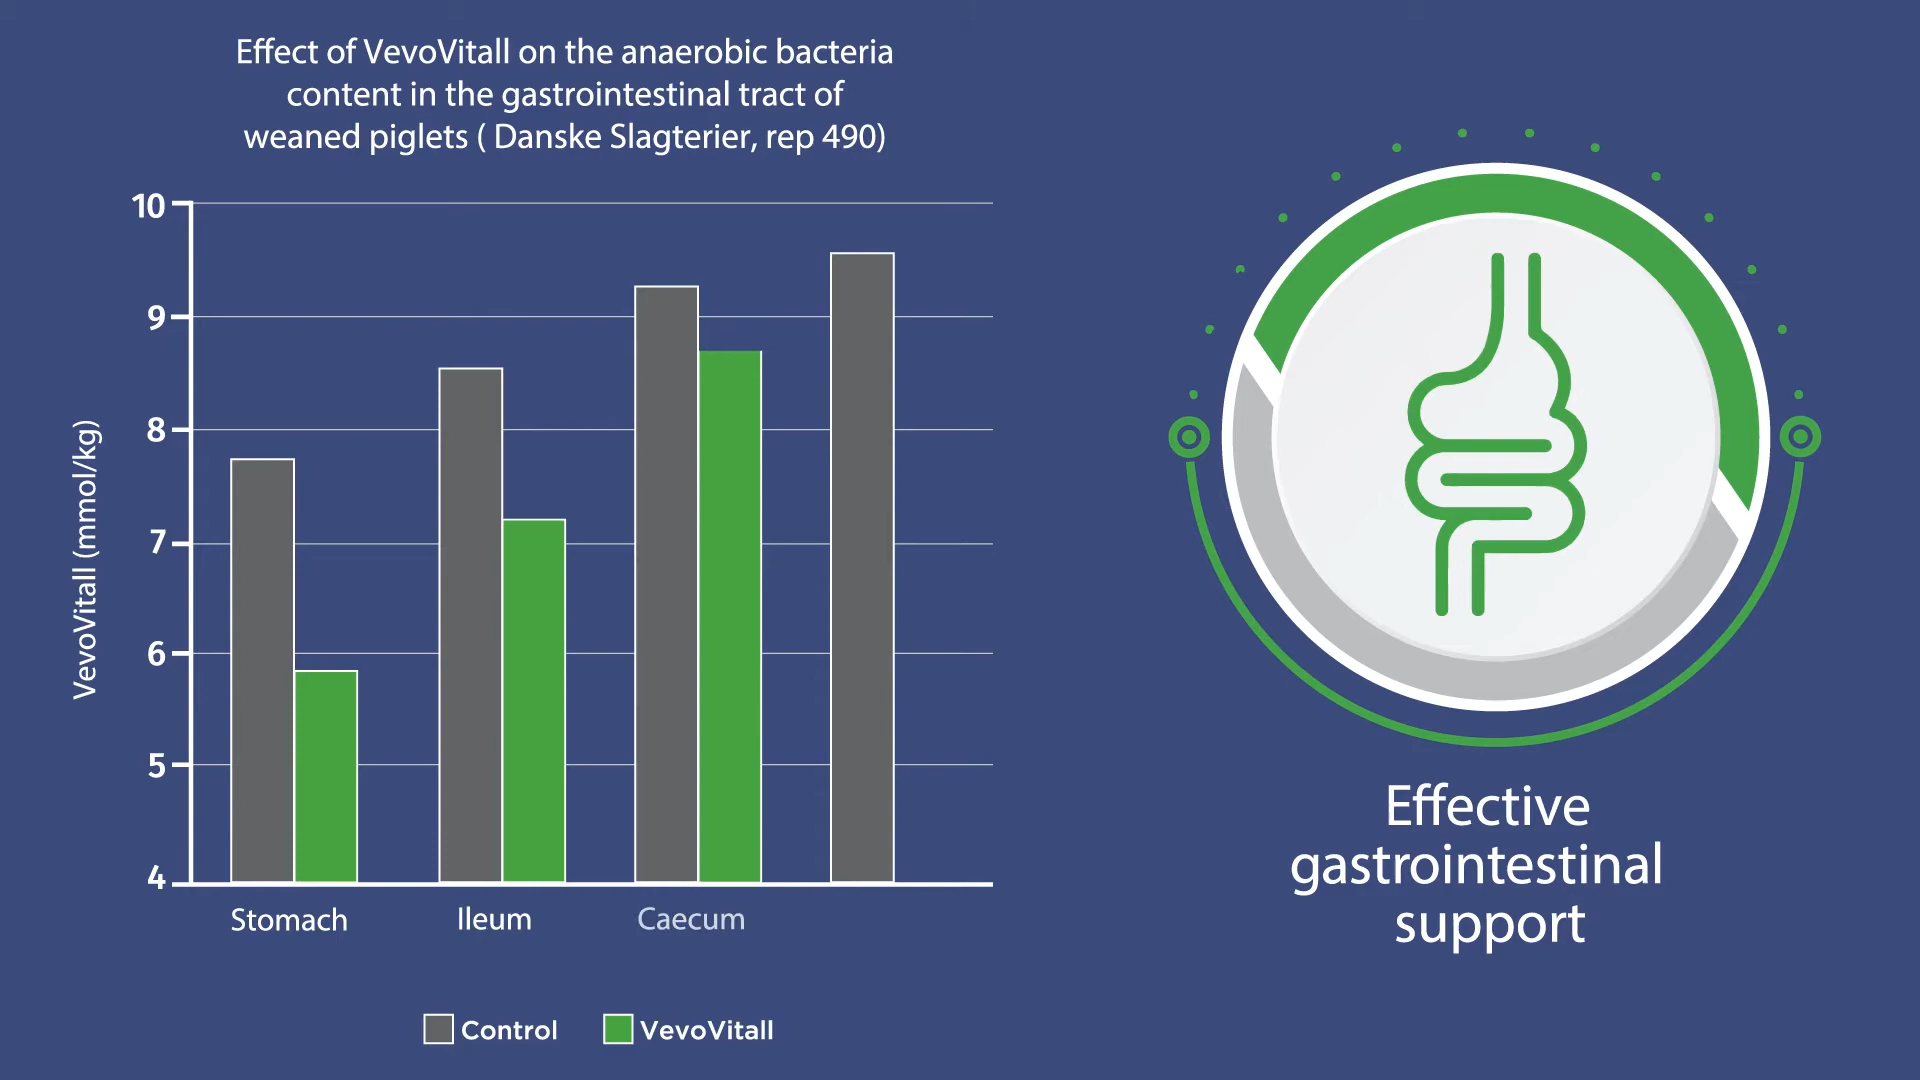 Effect of VevoVitall on the anaerobic bacteria
content in the gastrointestinal tract of
weaned piglets ( Danske Slagterier, rep 490)
VevoVitall (mmol/kg)
10
9
8
7
6
5
4
Stomach
Ileum
Caecum
Control
VevoVitall
Effective
gastrointestinal
support